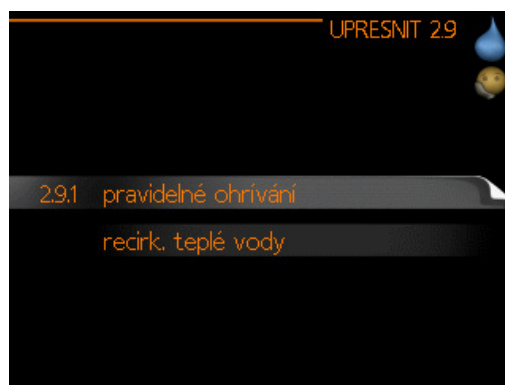 UPRESNIT 2.9
2.9.1 pravidelné ohrívání
recirk. teplé vody